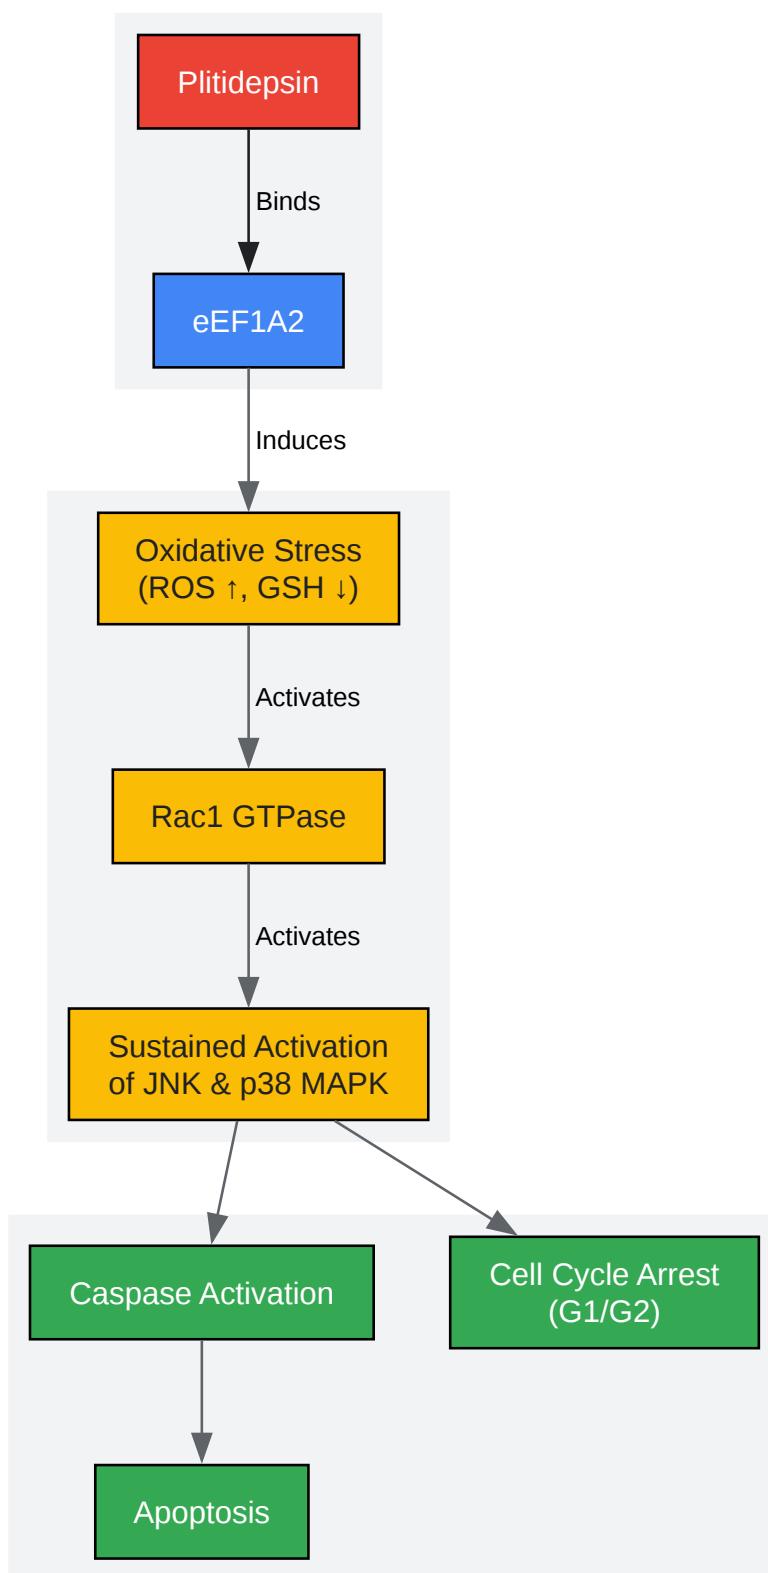 Plitidepsin
Binds
eEF1A2
Induces
Oxidative Stress
(ROS ↑, GSH ↓)
Activates
Rac1 GTPase
Activates
Sustained Activation
of JNK & p38 MAPK
Caspase Activation
Cell Cycle Arrest
(G1/G2)
Apoptosis